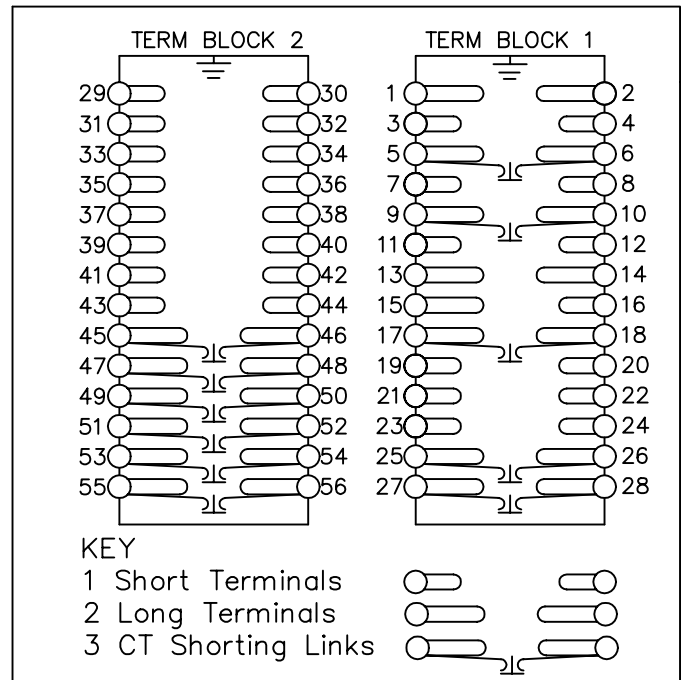 TERM BLOCK 2 TERM BLOCK 1
29 30 1 2
31 32 3 4
33 34 5 6
35 36 7 8
37 38 9 10
39 40 11 12
41 42 13 14
43 44 15 16
45 46 17 18
47 48 19 20
49 50 21 22
51 52 23 24
53 54 25 26
55 56 27 28
KEY
1 Short Terminals
2 Long Terminals
3 CT Shorting Links